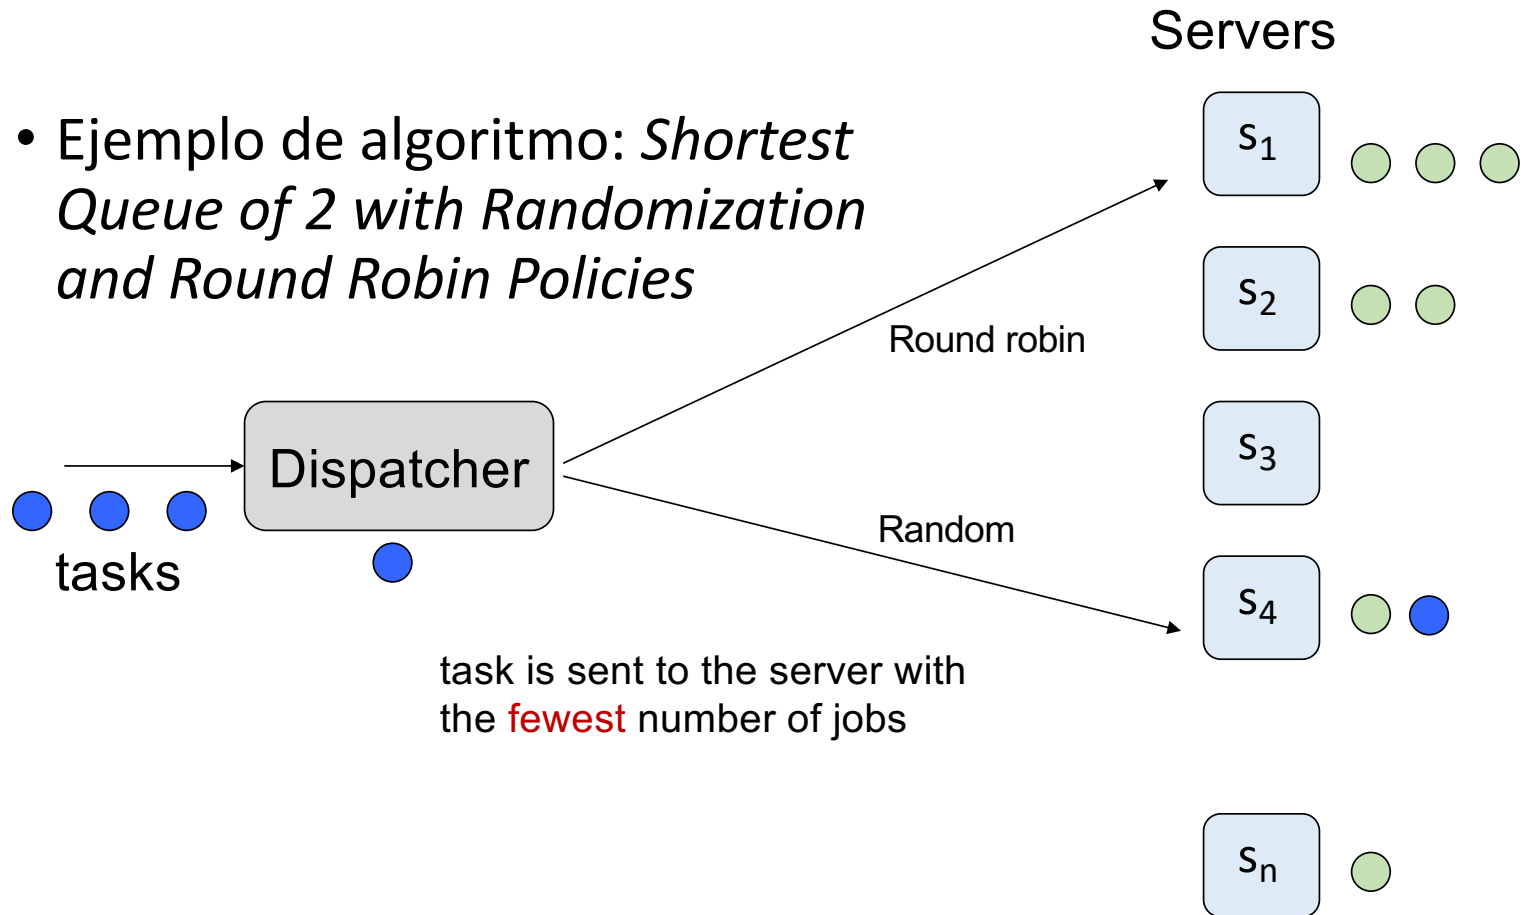 Servers
• Ejemplo de algoritmo: Shortest
Queue of 2 with Randomization
and Round Robin Policies
s1
s2
Round robin
s3
Dispatcher
Random
tasks
s4
task is sent to the server with
the fewest number of jobs
sn